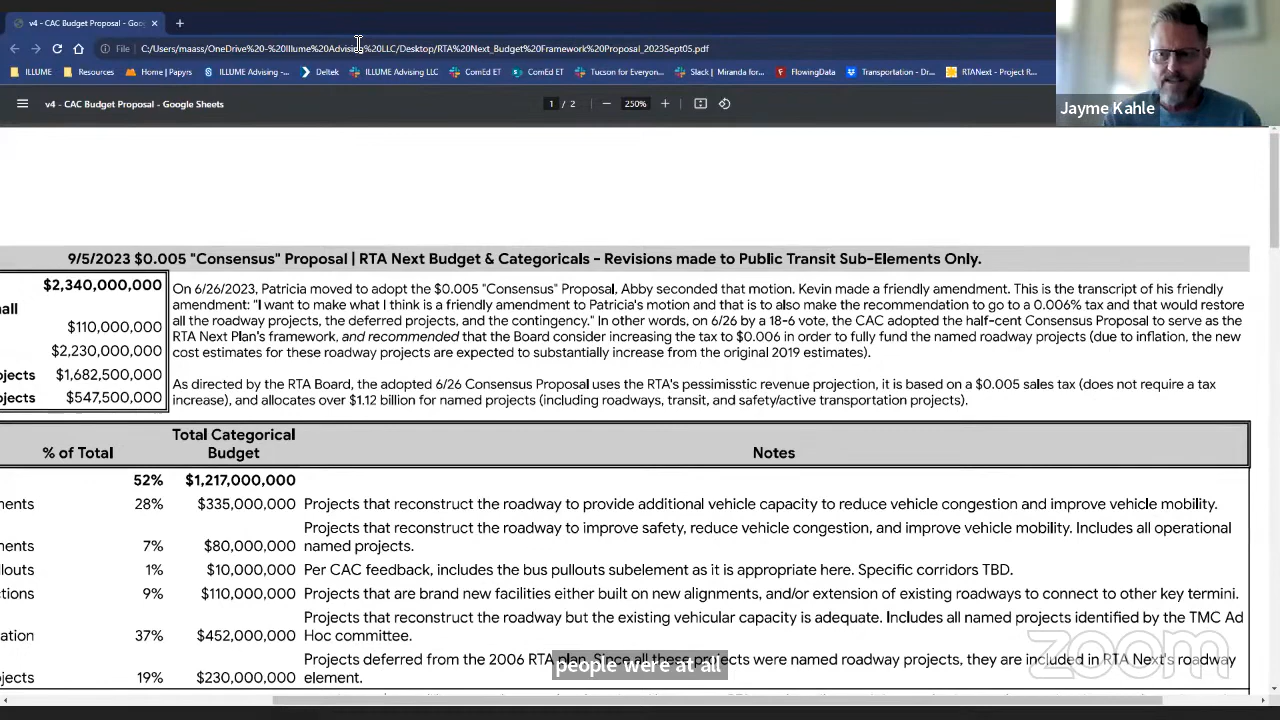 v4 - CAC Budget Proposal - Goo
File C:/Users/maass/OneDrive%20-%20Illume%20Advising%20LLC/Desktop/RTA%20Next_Budget%20Framework%20Proposal_2023Sept05.pdf
ILLUME Resources Home | Papyrs ILLUME Advising -... Deltek ILLUME Advising LLC ComEd ET ComEd ET Tucson for Everyon... Slack | Miranda for... FlowingData Transportation - Dr... RTANext - Project R...
v4 - CAC Budget Proposal - Google Sheets 1 / 2 250%
Jayme Kahle
9/5/2023 $0.005 "Consensus" Proposal | RTA Next Budget & Categoricals - Revisions made to Public Transit Sub-Elements Only.
$2,340,000,000
$110,000,000
$2,230,000,000
$1,682,500,000
$547,500,000
On 6/26/2023, Patricia moved to adopt the $0.005 "Consensus" Proposal. Abby seconded that motion. Kevin made a friendly amendment. This is the transcript of his friendly
amendment: "I want to make what I think is a friendly amendment to Patricia's motion and that is to also make the recommendation to go to a 0.006% tax and that would restore
all the roadway projects, the deferred projects, and the contingency." In other words, on 6/26 by a 18-6 vote, the CAC adopted the half-cent Consensus Proposal to serve as the
RTA Next Plan's framework, and recommended that the Board consider increasing the tax to $0.006 in order to fully fund the named roadway projects (due to inflation, the new
cost estimates for these roadway projects are expected to substantially increase from the original 2019 estimates).
As directed by the RTA Board, the adopted 6/26 Consensus Proposal uses the RTA's pessimisstic revenue projection, it is based on a $0.005 sales tax (does not require a tax
increase), and allocates over $1.12 billion for named projects (including roadways, transit, and safety/active transportation projects).
% of Total Total Categorical Budget Notes
52% $1,217,000,000
28% $335,000,000 Projects that reconstruct the roadway to provide additional vehicle capacity to reduce vehicle congestion and improve vehicle mobility.
Projects that reconstruct the roadway to improve safety, reduce vehicle congestion, and improve vehicle mobility. Includes all operational
7% $80,000,000 named projects.
1% $10,000,000 Per CAC feedback, includes the bus pullouts subelement as it is appropriate here. Specific corridors TBD.
9% $110,000,000 Projects that are brand new facilities either built on new alignments, and/or extension of existing roadways to connect to other key termini.
Projects that reconstruct the roadway but the existing vehicular capacity is adequate. Includes all named projects identified by the TMC Ad
37% $452,000,000 Hoc committee.
Projects deferred from the 2006 RTA plan. Since all these projects were named roadway projects, they are included in RTA Next's roadway
19% $230,000,000 element.
people were at all
zoom